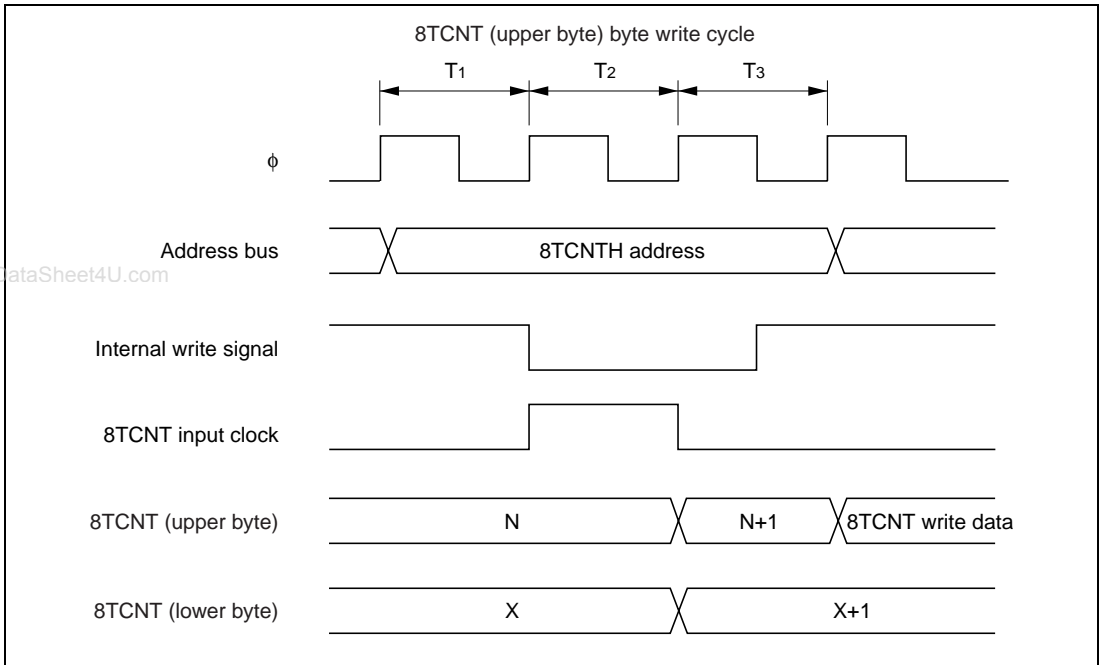 8TCNT (upper byte) byte write cycle
T1 T2 T3
φ
Address bus 8TCNTH address
DataSheet4U.com
Internal write signal
8TCNT input clock
8TCNT (upper byte) N N+1 8TCNT write data
8TCNT (lower byte) X X+1